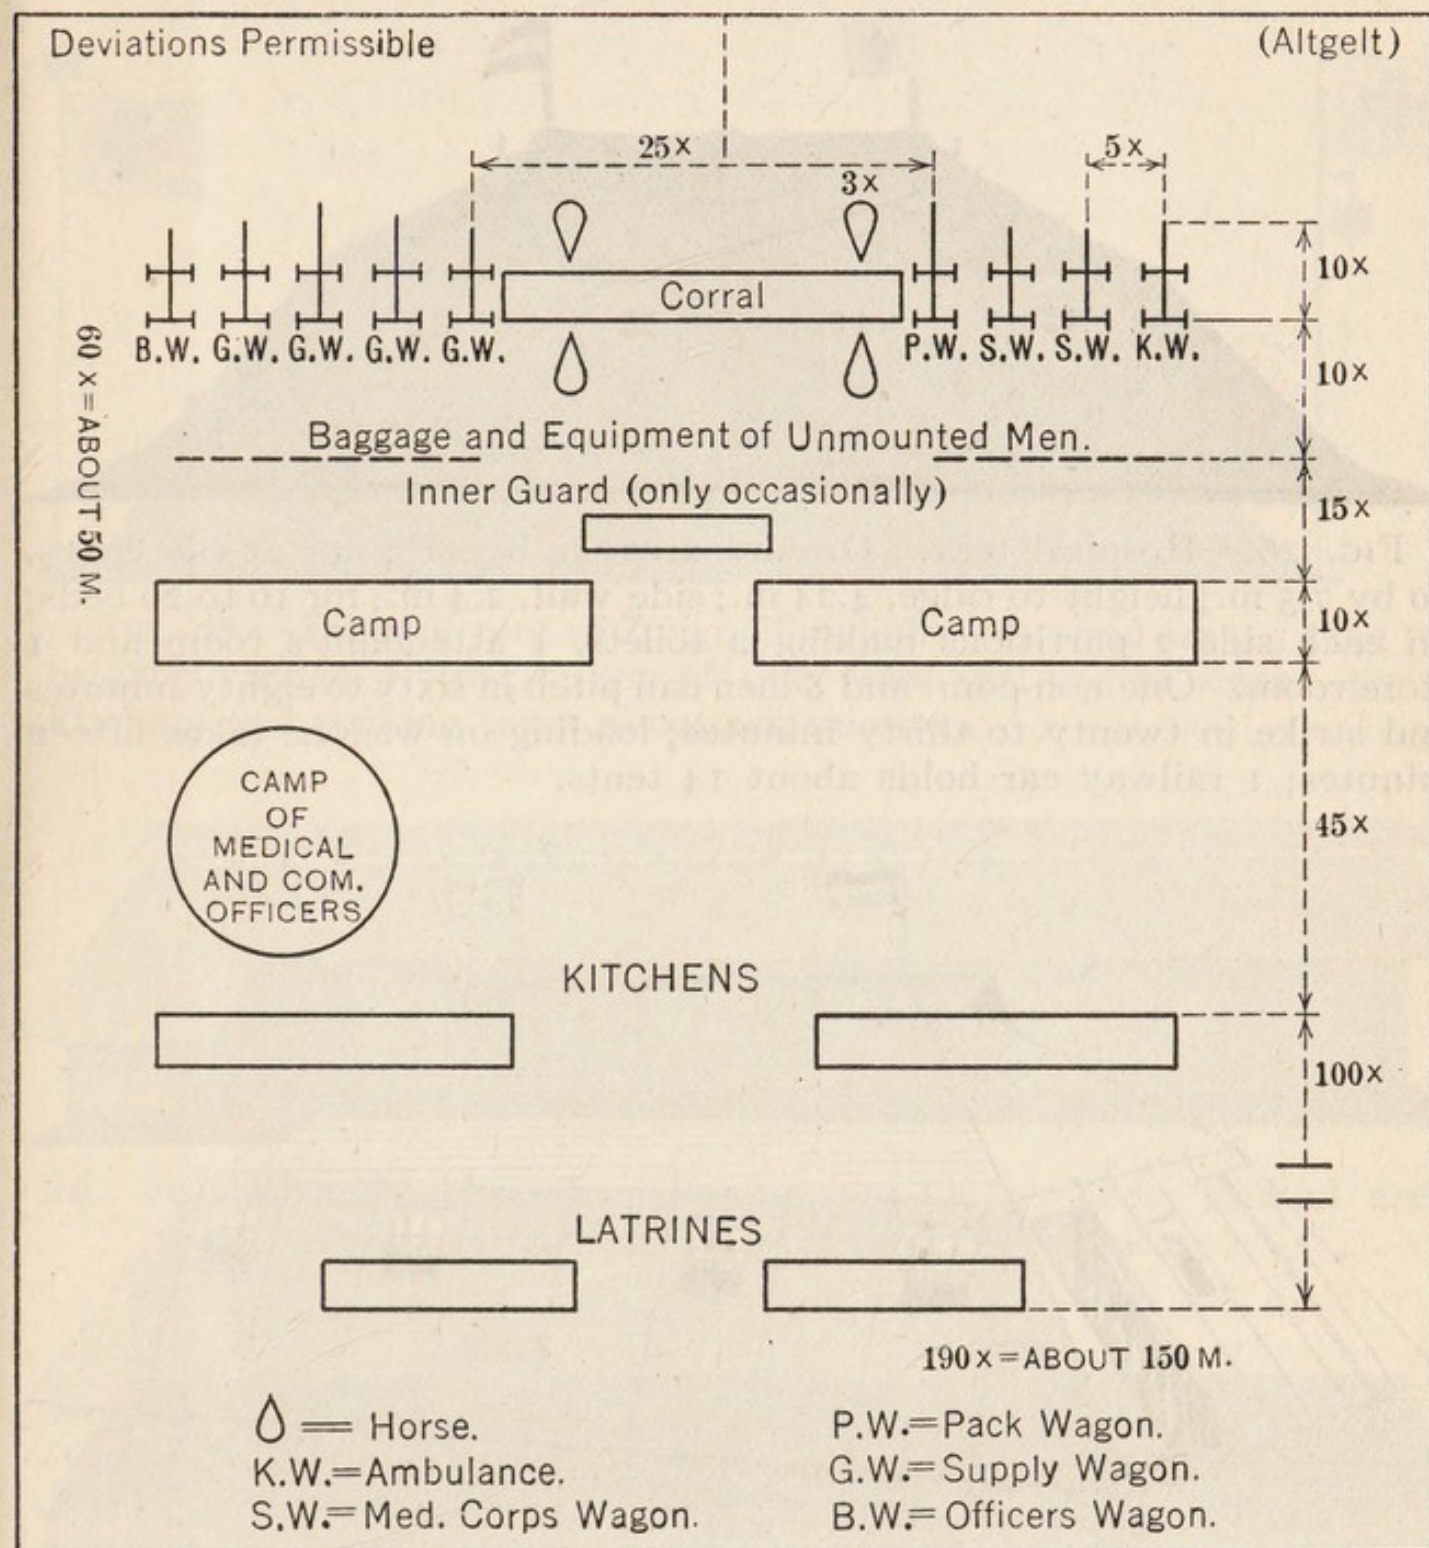 Deviations Permissible (Altgelt)
25x
5x
3x
10x
Corral
B.W. G.W. G.W. G.W. G.W. P.W. S.W. S.W. K.W.
10x
60 x=ABOUT 50 M.
Baggage and Equipment of Unmounted Men.
Inner Guard (only occasionally)
15x
Camp Camp
10x
CAMP
OF
MEDICAL
AND COM.
OFFICERS
45x
KITCHENS
100x
LATRINES
190x=ABOUT 150 M.
= Horse.
K.W.=Ambulance.
S.W.=Med. Corps Wagon.
P.W.=Pack Wagon.
G.W.=Supply Wagon.
B.W.=Officers Wagon.